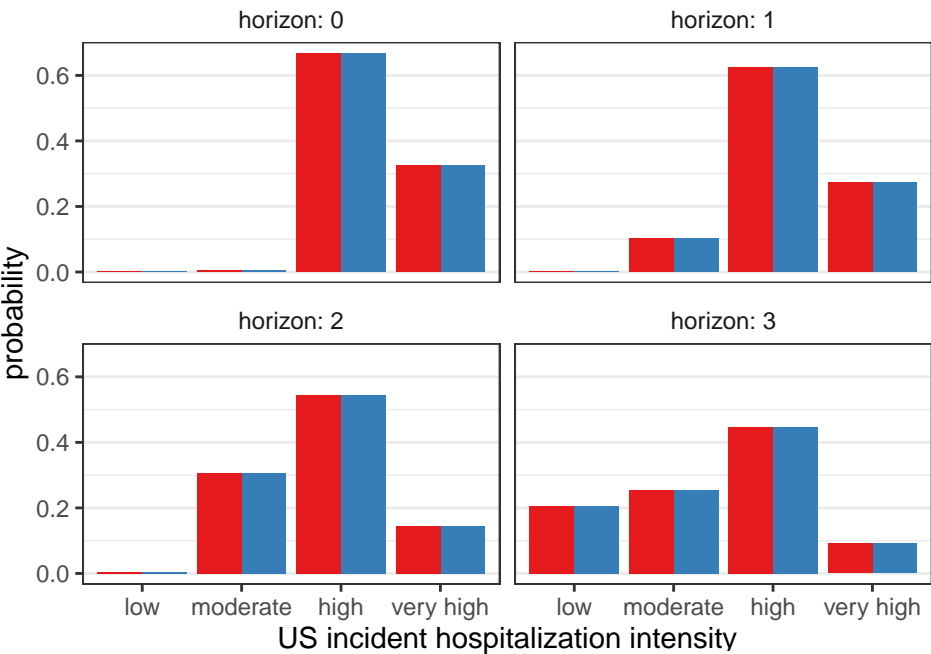 horizon: 0
horizon: 1
0.6
0.4
0.2
0.0
horizon: 2
horizon: 3
0.6
0.4
0.2
0.0
probability
low moderate high very high
low moderate high very high
US incident hospitalization intensity